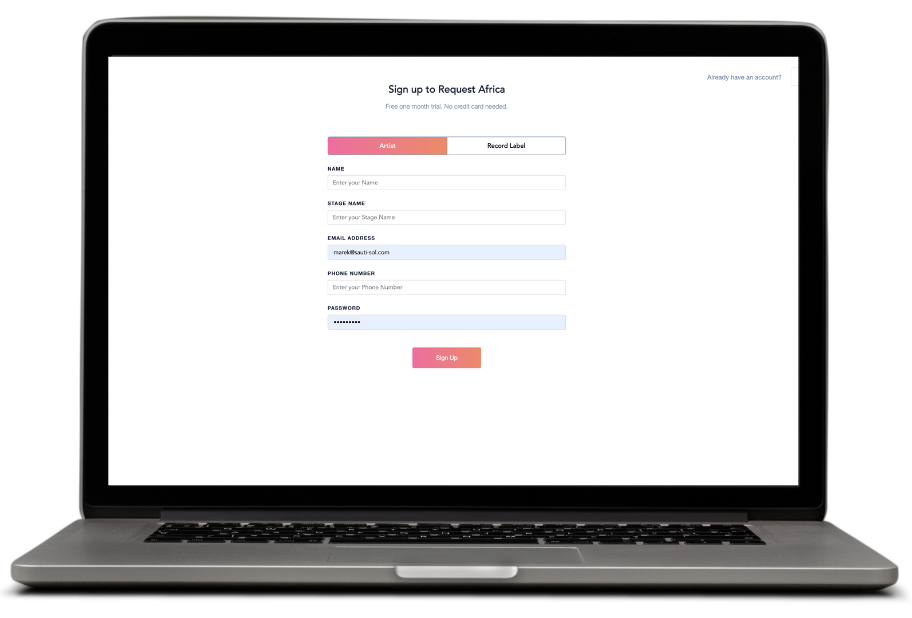 Already have an account?
Sign up to Request Africa
Free one month trial. No credit card needed.
Artist
Record Label
NAME
Enter your Name
STAGE NAME
Enter your Stage Name
EMAIL ADDRESS
marek@sauti-sol.com
PHONE NUMBER
Enter your Phone Number
PASSWORD
•••••••••
Sign Up